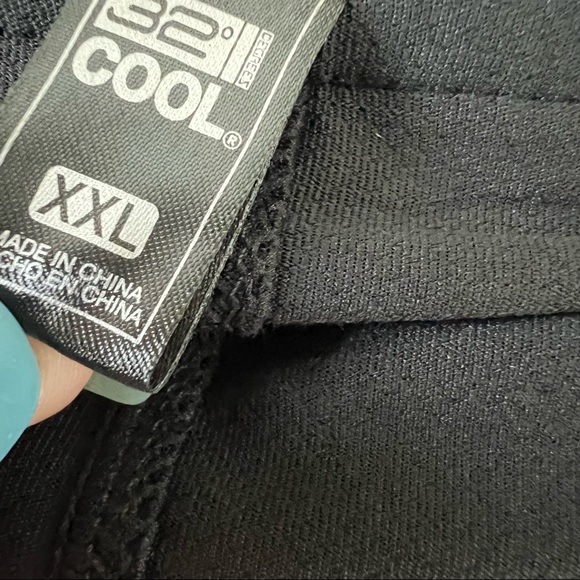 32°
DEGREES
COOL®
XXL
MADE IN CHINA
HECHO EN CHINA